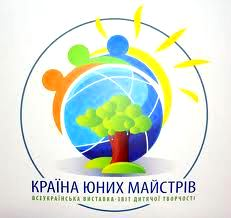 КРАЇНА ЮНИХ МАЙСТРІВ
ВСЕУКРАЇНСЬКА ВИСТАВКА-ЗВІТ ДИТЯЧОЇ ТВОРЧОСТІ